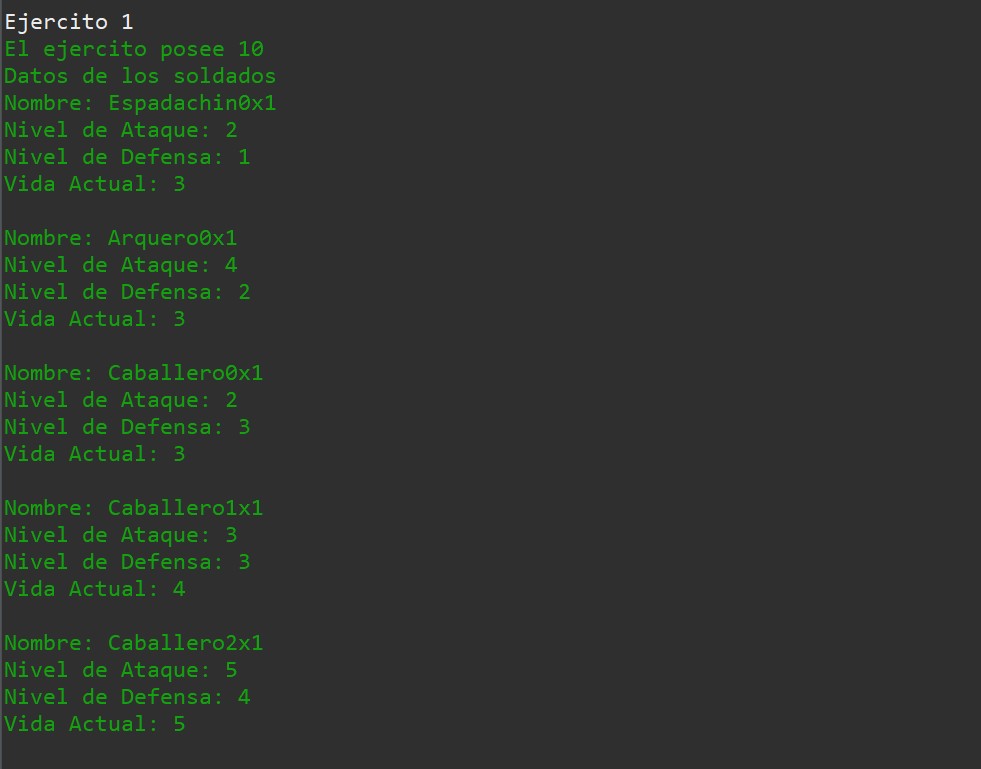 Ejercito 1
El ejercito posee 10
Datos de los soldados
Nombre: Espadachin0x1
Nivel de Ataque: 2
Nivel de Defensa: 1
Vida Actual: 3
Nombre: Arquero0x1
Nivel de Ataque: 4
Nivel de Defensa: 2
Vida Actual: 3
Nombre: Caballero0x1
Nivel de Ataque: 2
Nivel de Defensa: 3
Vida Actual: 3
Nombre: Caballero1x1
Nivel de Ataque: 3
Nivel de Defensa: 3
Vida Actual: 4
Nombre: Caballero2x1
Nivel de Ataque: 5
Nivel de Defensa: 4
Vida Actual: 5